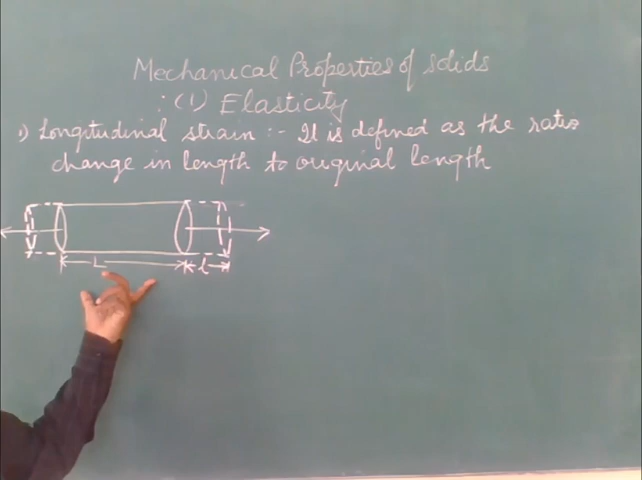 Mechanical Properties of solids
:(1) Elasticity
1) Longitudinal strain :- It is defined as the ratio
change in length to original length
L l